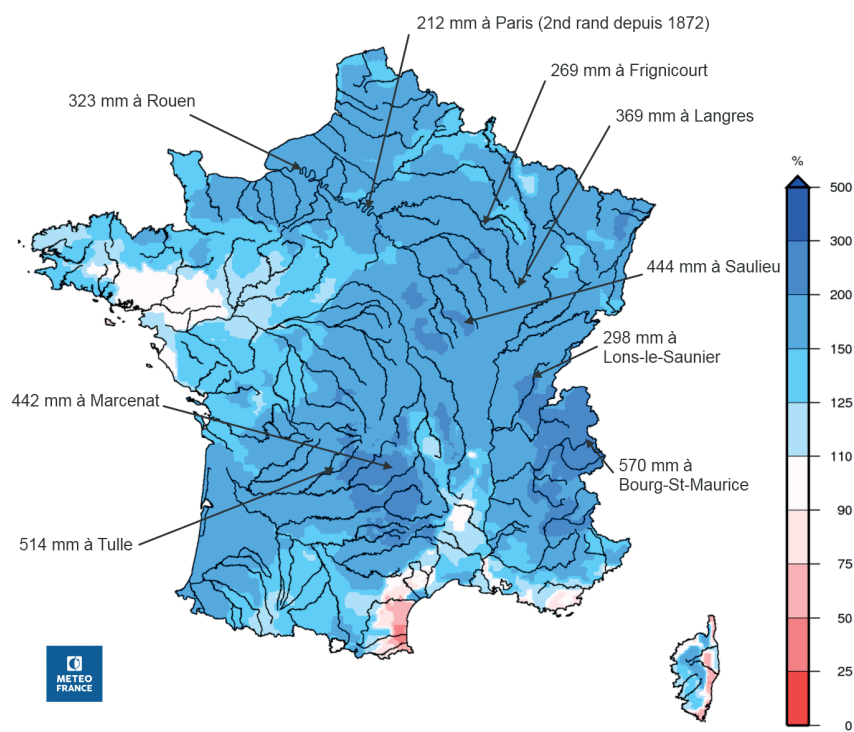 212 mm à Paris (2nd rand depuis 1872)
269 mm à Frignicourt
323 mm à Rouen
369 mm à Langres
%
500
300
444 mm à Saulieu
200
298 mm à
Lons-le-Saunier
150
442 mm à Marcenat
125
110
570 mm à
Bourg-St-Maurice
90
514 mm à Tulle
75
50
25
0
METEO
FRANCE